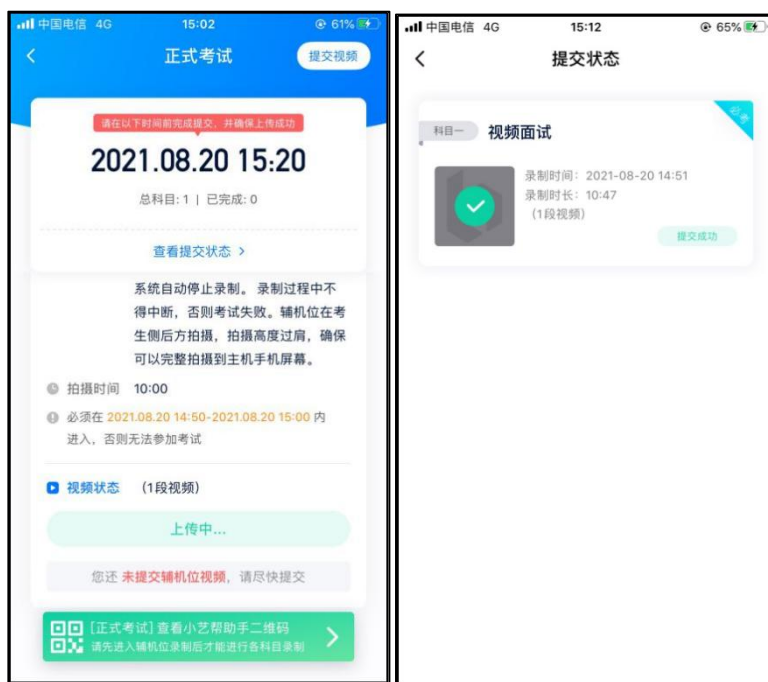 中国电信 4G 15:02 61%
正式考试
提交视频
请在以下时间前完成提交，并确保上传成功
2021.08.20 15:20
总科目: 1 | 已完成: 0
查看提交状态 >
系统自动停止录制。 录制过程中不
得中断，否则考试失败。辅机位在考
生侧后方拍摄，拍摄高度过肩，确保
可以完整拍摄到主机手机屏幕。
拍摄时间 10:00
必须在 2021.08.20 14:50-2021.08.20 15:00 内
进入，否则无法参加考试
视频状态 (1段视频)
上传中...
您还 未提交辅机位视频，请尽快提交
[正式考试] 查看小艺帮助手二维码
请先进入辅机位录制后才能进行各科目录制
中国电信 4G 15:12 65%
提交状态
必考
科目一 视频面试
录制时间: 2021-08-20 14:51
录制时长: 10:47
(1段视频)
提交成功